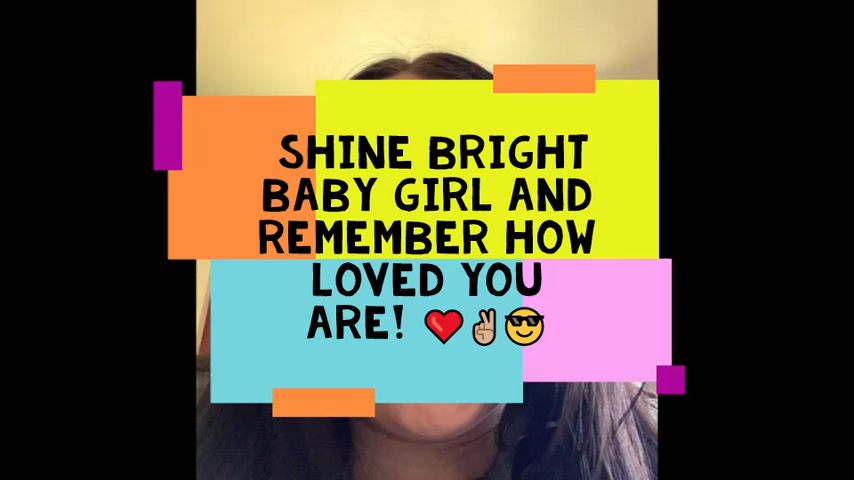 SHINE BRIGHT
BABY GIRL AND
REMEMBER HOW
LOVED YOU
ARE! ❤️✌🏼😎